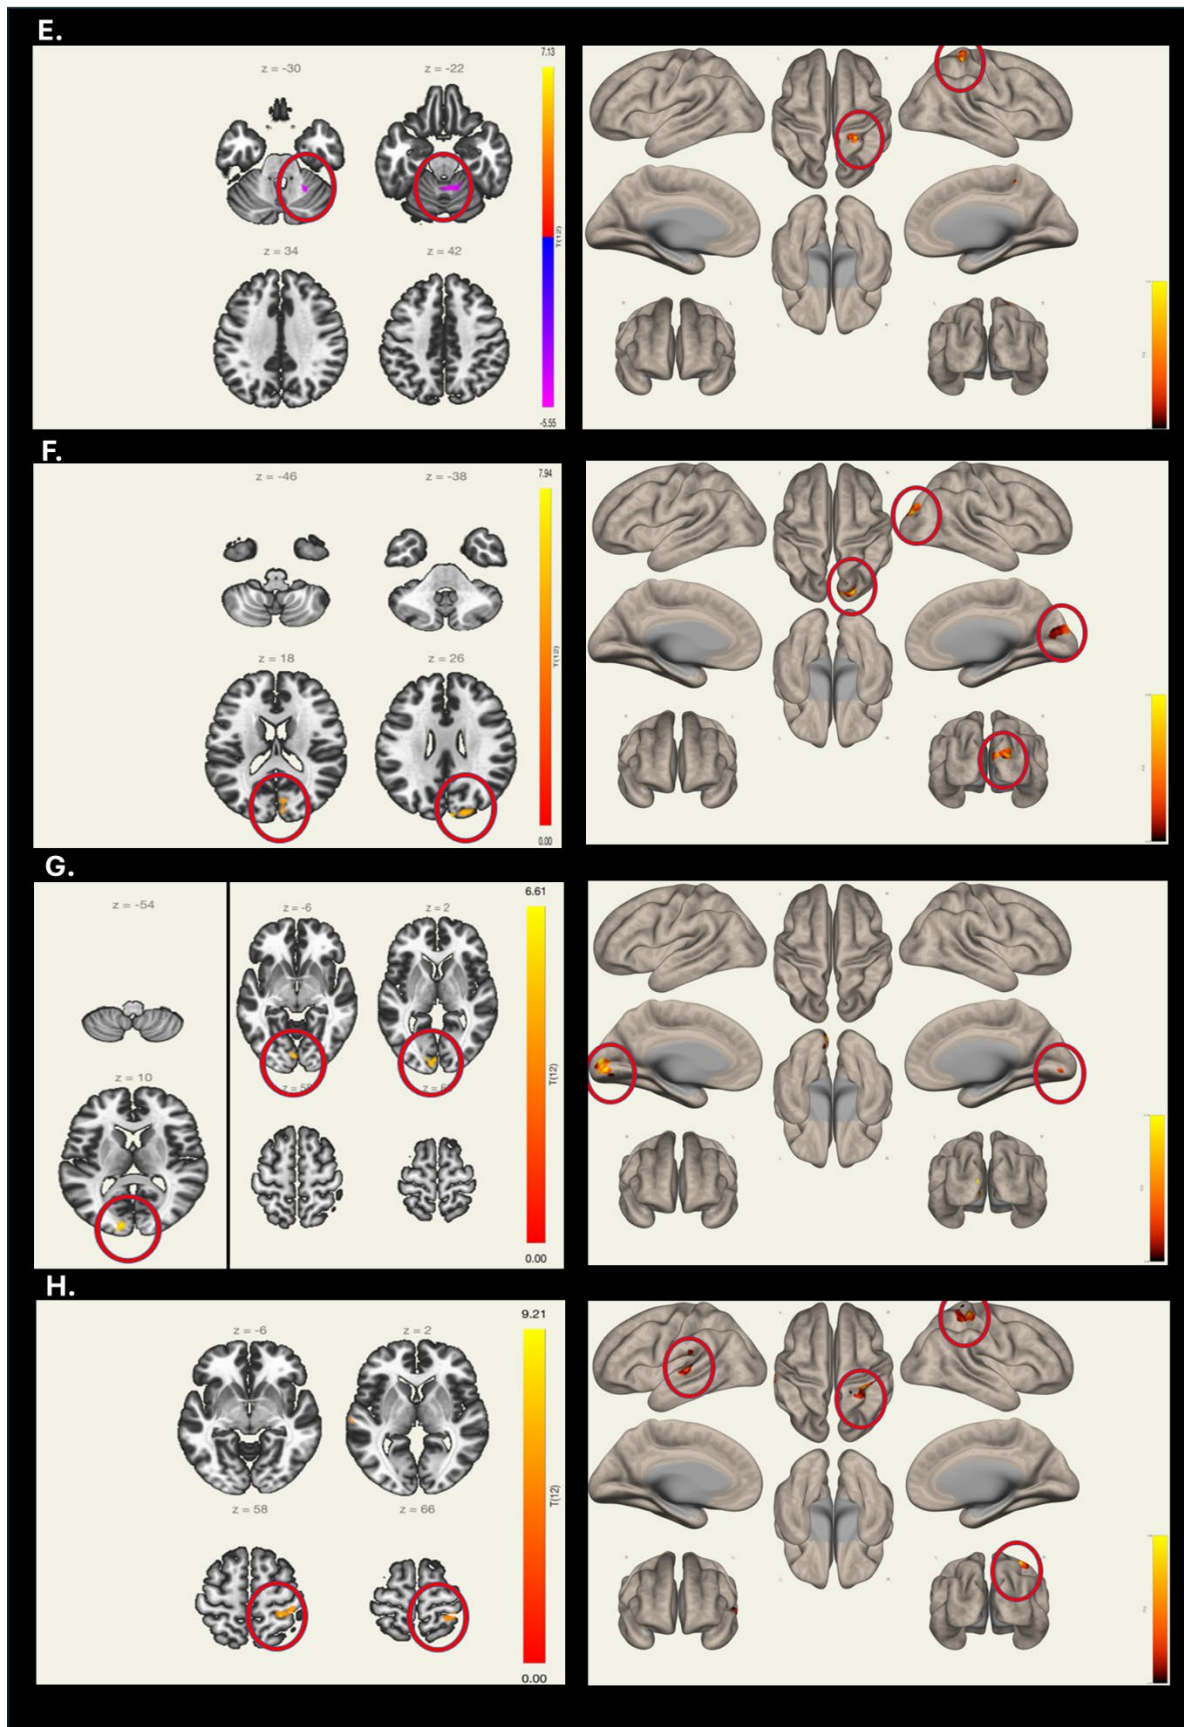 E.
7.13
z = -30
z = -22
T(12)
z = 34
z = 42
-5.55
L
R
R
L
L
R
F.
7.94
z = -46
z = -38
T(12)
z = 18
z = 26
0.00
L
R
R
L
L
R
G.
6.61
z = -54
z = -6
z = 2
z = 10
T(12)
0.00
L
R
R
L
L
R
H.
9.21
z = -6
z = 2
T(12)
z = 58
z = 66
0.00
L
R
R
L
L
R